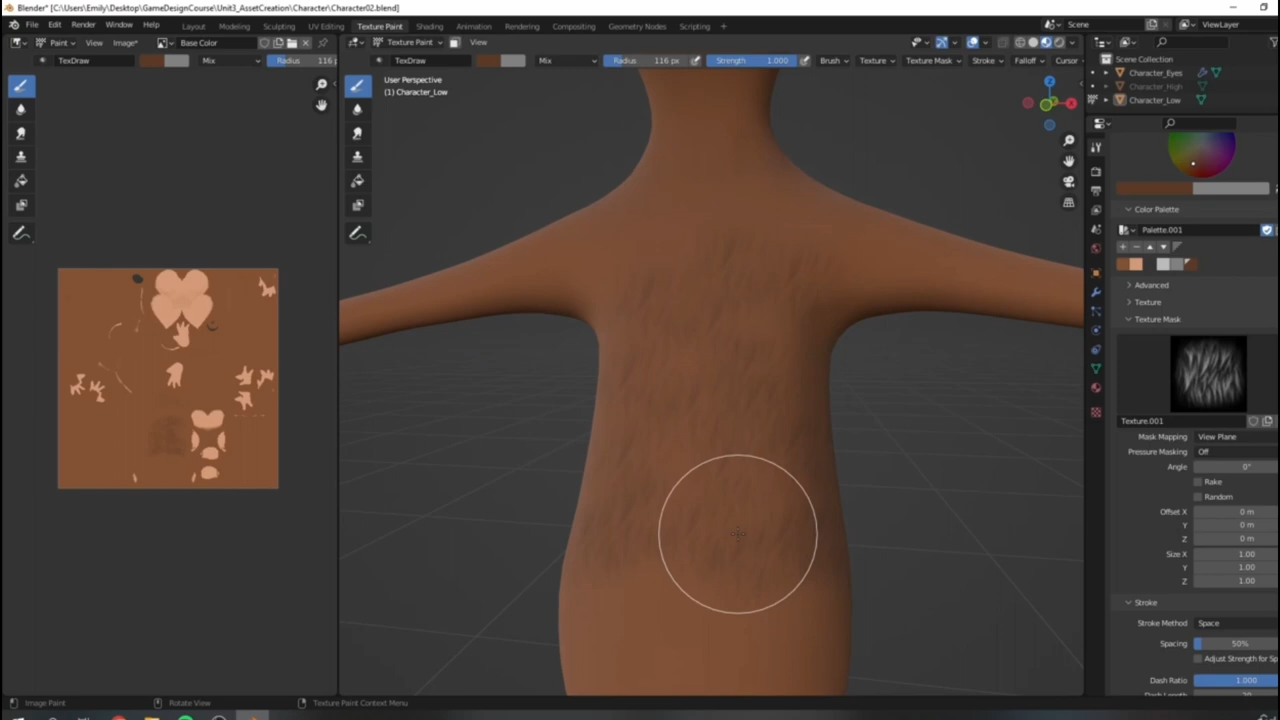 Blender* [C:\Users\Emily\Desktop\GameDesignCourse\Unit3_AssetCreation\Character\Character02.blend]
File Edit Render Window Help Layout Modeling Sculpting UV Editing Texture Paint Shading Animation Rendering Compositing Geometry Nodes Scripting + Scene ViewLayer
Paint View Image* Base Color Texture Paint View
TexDraw Mix Radius 116 p TexDraw Mix Radius 116 px Strength 1.000 Brush Texture Texture Mask Stroke Falloff Cursor
Scene Collection
Character_Eyes
Character_High
Character_Low
User Perspective
(1) Character_Low
Z
X
Color Palette
Palette.001
Advanced
Texture
Texture Mask
Texture.001
Mask Mapping View Plane
Pressure Masking Off
Angle 0°
Rake
Random
Offset X 0 m
Y 0 m
Z 0 m
Size X 1.00
Y 1.00
Z 1.00
Stroke
Stroke Method Space
Spacing 50%
Adjust Strength for Sp
Dash Ratio 1.000
Image Paint Rotate View Texture Paint Context Menu